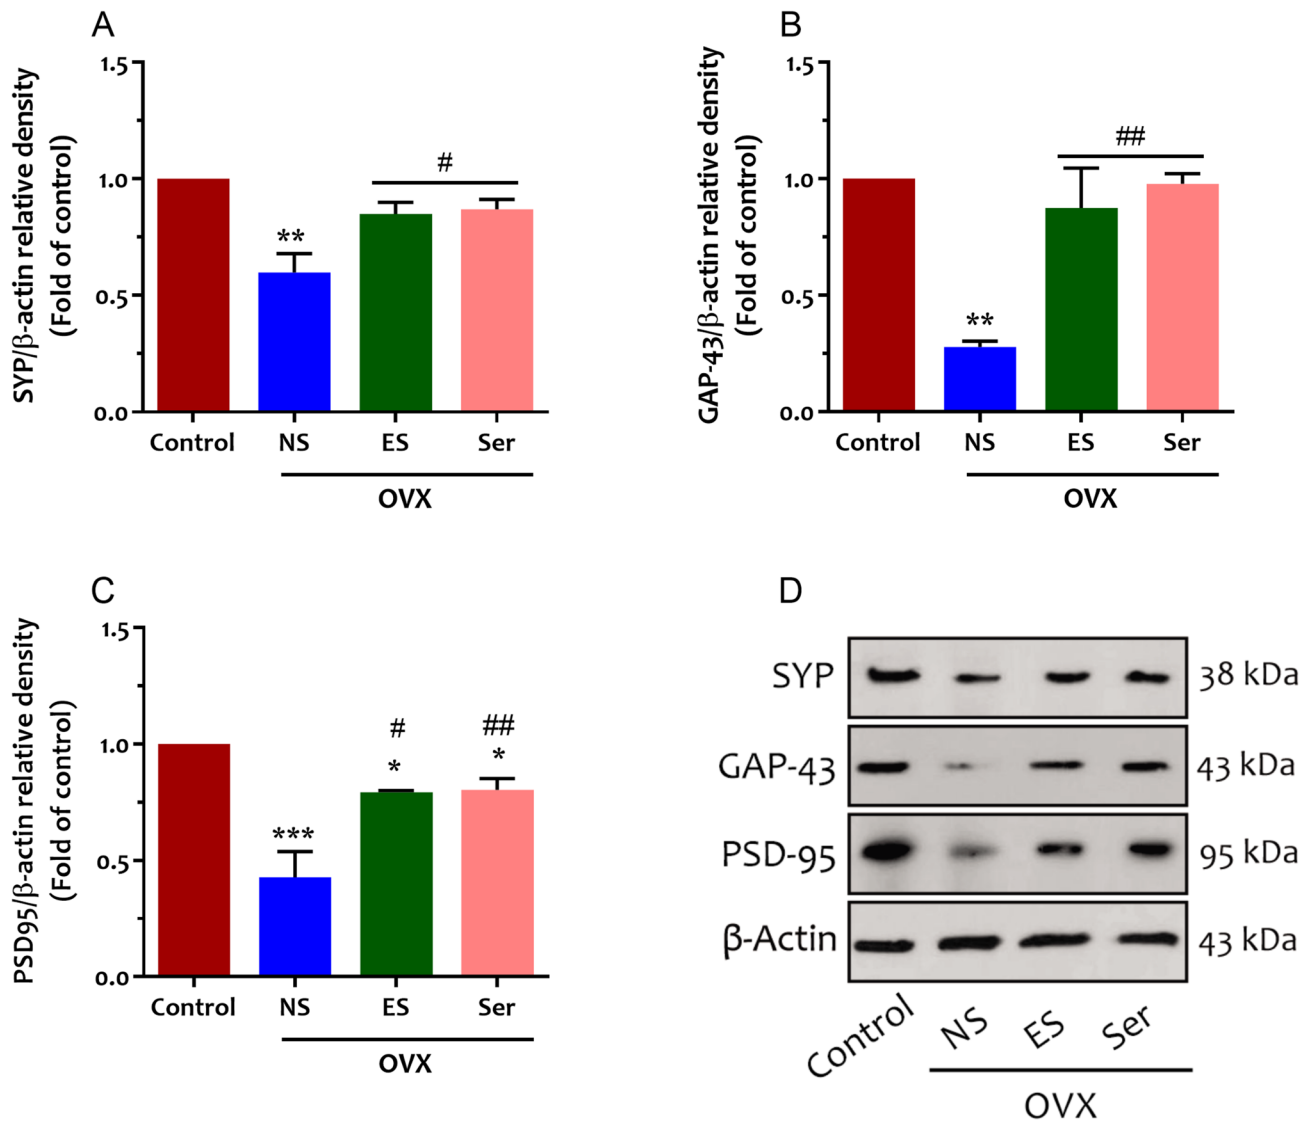 A
SYP/β-actin relative density
(Fold of control)
1.5
1.0
0.5
0.0
**
#
Control NS ES Ser
OVX
B
GAP-43/β-actin relative density
(Fold of control)
1.5
1.0
0.5
0.0
**
##
Control NS ES Ser
OVX
C
PSD95/β-actin relative density
(Fold of control)
1.5
1.0
0.5
0.0
***
#
*
##
*
Control NS ES Ser
OVX
D
SYP 38 kDa
GAP-43 43 kDa
PSD-95 95 kDa
β-Actin 43 kDa
Control NS ES Ser
OVX